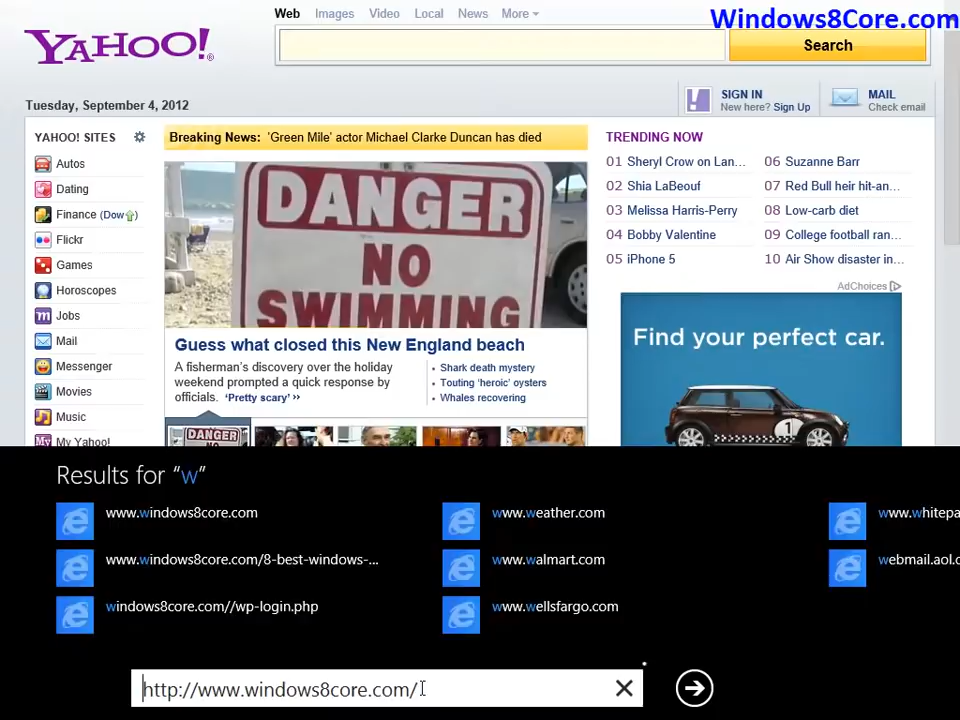 Web Images Video Local News More
Windows8Core.com
YAHOO!
Search
Tuesday, September 4, 2012
SIGN IN
New here? Sign Up
MAIL
Check email
YAHOO! SITES
Autos
Dating
Finance (Dow)
Flickr
Games
Horoscopes
Jobs
Mail
Messenger
Movies
Music
My Yahoo!
Breaking News: 'Green Mile' actor Michael Clarke Duncan has died
DANGER
NO
SWIMMING
Guess what closed this New England beach
A fisherman's discovery over the holiday
weekend prompted a quick response by
officials. 'Pretty scary' »
• Shark death mystery
• Touting 'heroic' oysters
• Whales recovering
DANGER
TRENDING NOW
01 Sheryl Crow on Lan...
02 Shia LaBeouf
03 Melissa Harris-Perry
04 Bobby Valentine
05 iPhone 5
06 Suzanne Barr
07 Red Bull heir hit-an...
08 Low-carb diet
09 College football ran...
10 Air Show disaster in...
AdChoices
Find your perfect car.
1
Results for “w”
www.windows8core.com
www.windows8core.com/8-best-windows-...
windows8core.com//wp-login.php
www.weather.com
www.walmart.com
www.wellsfargo.com
www.whitepa
webmail.aol.c
http://www.windows8core.com/